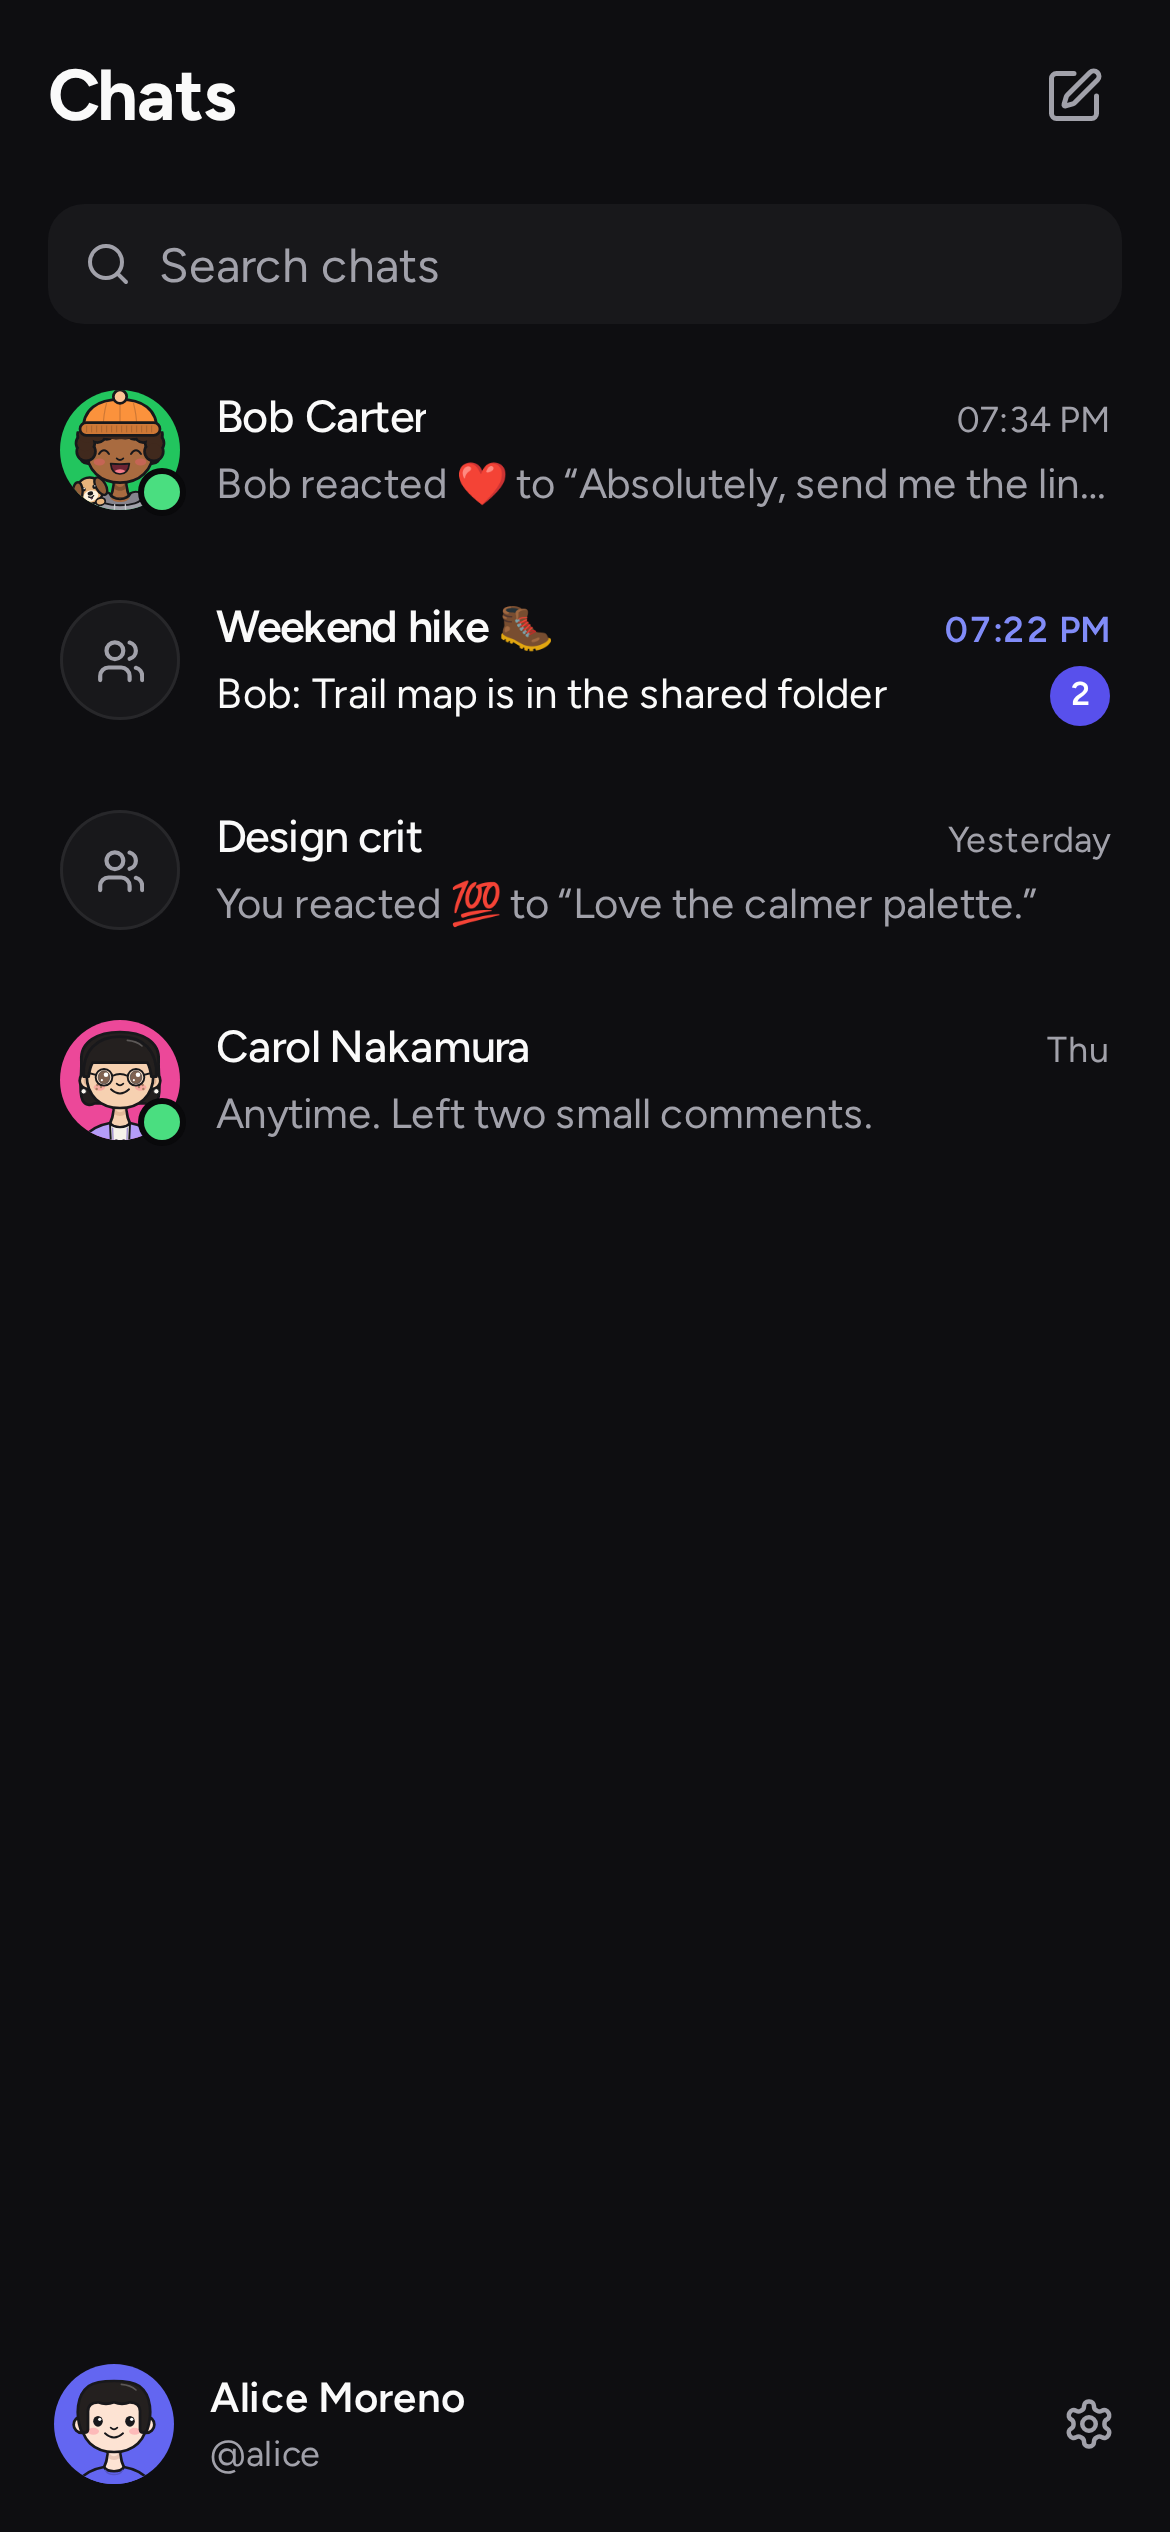 Chats
Search chats
Bob Carter
07:34 PM
Bob reacted ❤️ to “Absolutely, send me the lin...
Weekend hike 🥾
07:22 PM
Bob: Trail map is in the shared folder
2
Design crit
Yesterday
You reacted 💯 to “Love the calmer palette.”
Carol Nakamura
Thu
Anytime. Left two small comments.
Alice Moreno
@alice